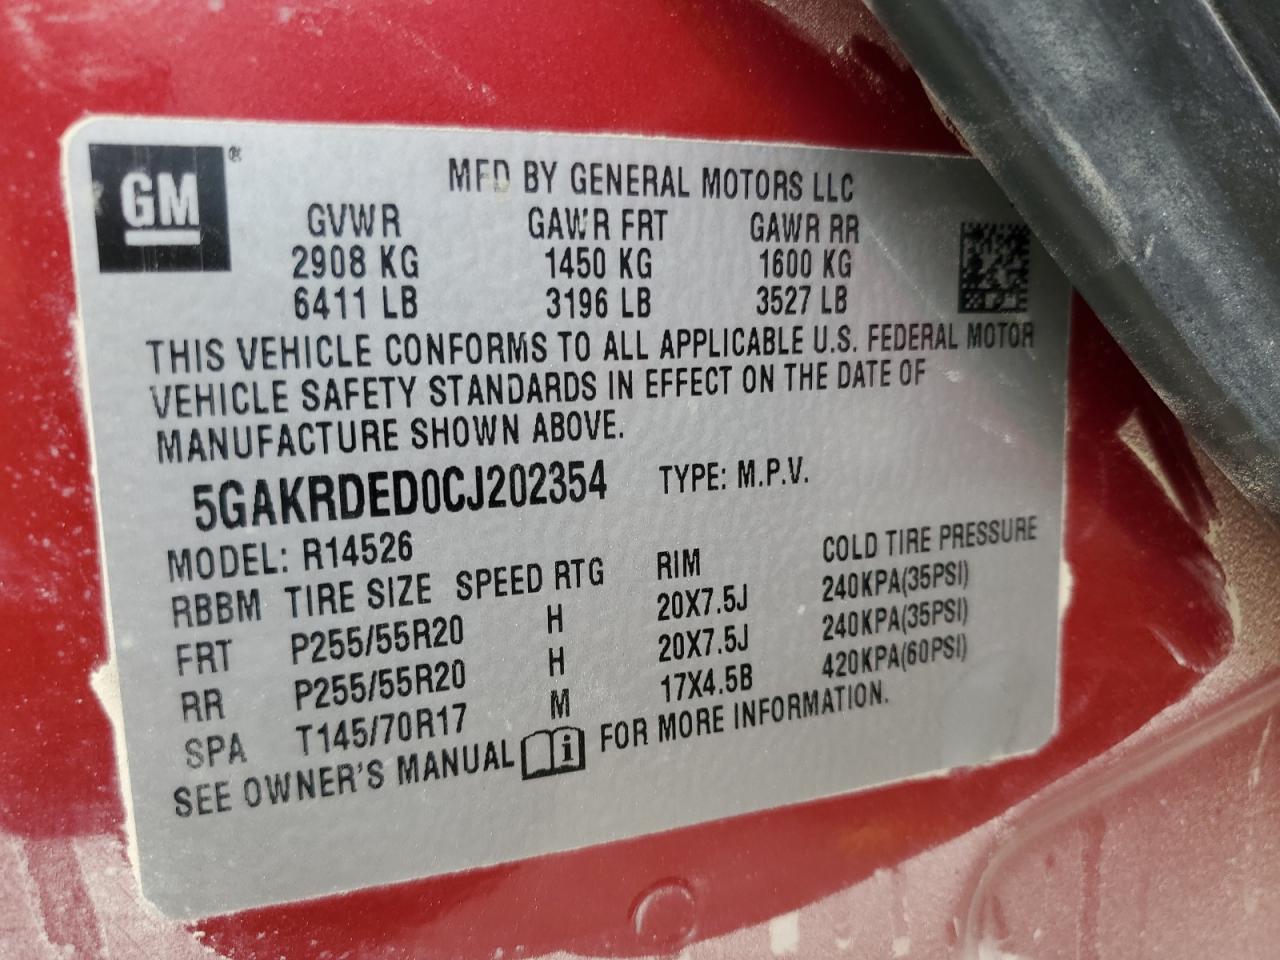 GM ®
MFD BY GENERAL MOTORS LLC
GVWR GAWR FRT GAWR RR
2908 KG 1450 KG 1600 KG
6411 LB 3196 LB 3527 LB
THIS VEHICLE CONFORMS TO ALL APPLICABLE U.S. FEDERAL MOTOR
VEHICLE SAFETY STANDARDS IN EFFECT ON THE DATE OF
MANUFACTURE SHOWN ABOVE.
5GAKRDED0CJ202354 TYPE: M.P.V.
MODEL: R14526
RBBM TIRE SIZE SPEED RTG RIM COLD TIRE PRESSURE
FRT P255/55R20 H 20X7.5J 240KPA(35PSI)
RR P255/55R20 H 20X7.5J 240KPA(35PSI)
SPA T145/70R17 M 17X4.5B 420KPA(60PSI)
SEE OWNER'S MANUAL i FOR MORE INFORMATION.